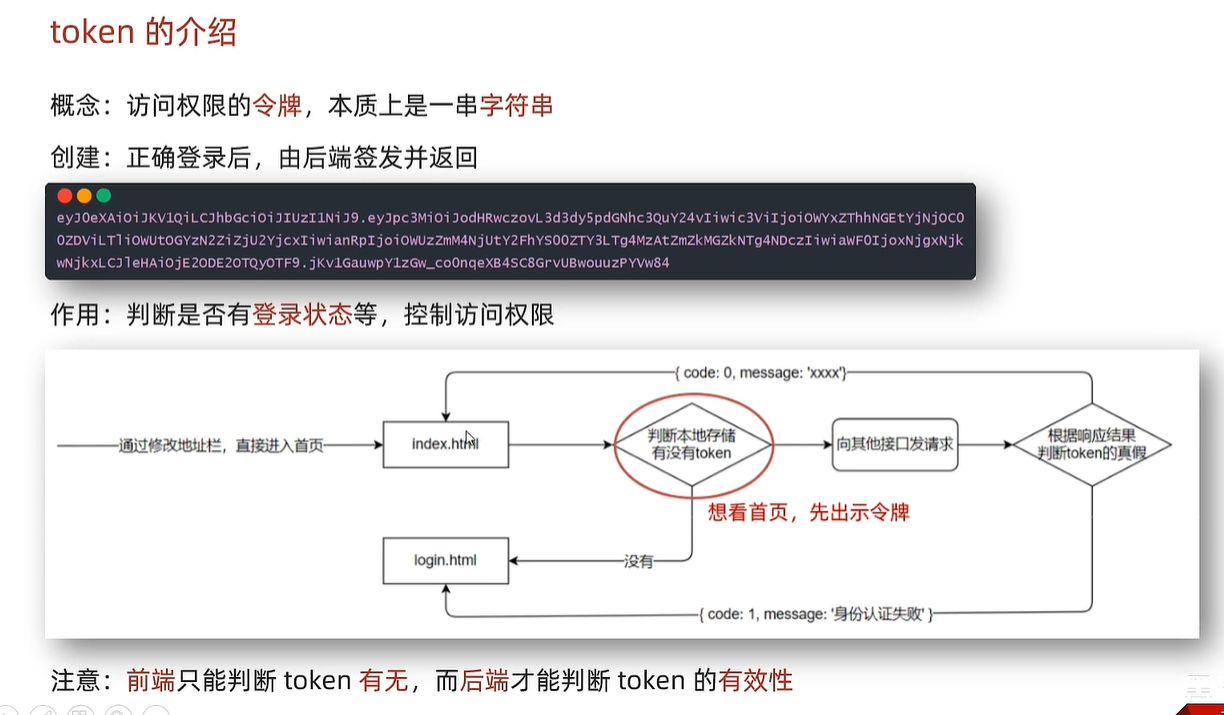 token 的介绍
概念：访问权限的令牌，本质上是一串字符串
创建：正确登录后，由后端签发并返回
eyJ0eXAiOiJKV1QiLCJhbGciOiJIUzI1NiJ9.eyJpc3MiOiJodHRwczovL3d3dy5pdGNhc3QuY24vIiwic3ViIjoiOWYxZThhNGEtYjNjOC00
OZDViLTliOWUtOGYzN2ZiZjU2YjcxIiwianRpIjoiOWUzZmM4NjUtY2FhYS00ZTY3LTg4MzAtZmZkMGZkNTg4NDczIiwiaWF0IjoxNjgxNjk
wNjkxLCJleHAiOjE2ODE2OTQyOTF9.jKv1GauwpY1zGw_co0nqeXB4SC8GrvUBwouuzPYVw84
作用：判断是否有登录状态等，控制访问权限
{ code: 0, message: 'xxxx'}
通过修改地址栏，直接进入首页
index.html
判断本地存储
有没有token
向其他接口发请求
根据响应结果
判断token的真假
想看首页，先出示令牌
login.html
没有
{ code: 1, message: '身份认证失败' }
注意：前端只能判断 token 有无，而后端才能判断 token 的有效性